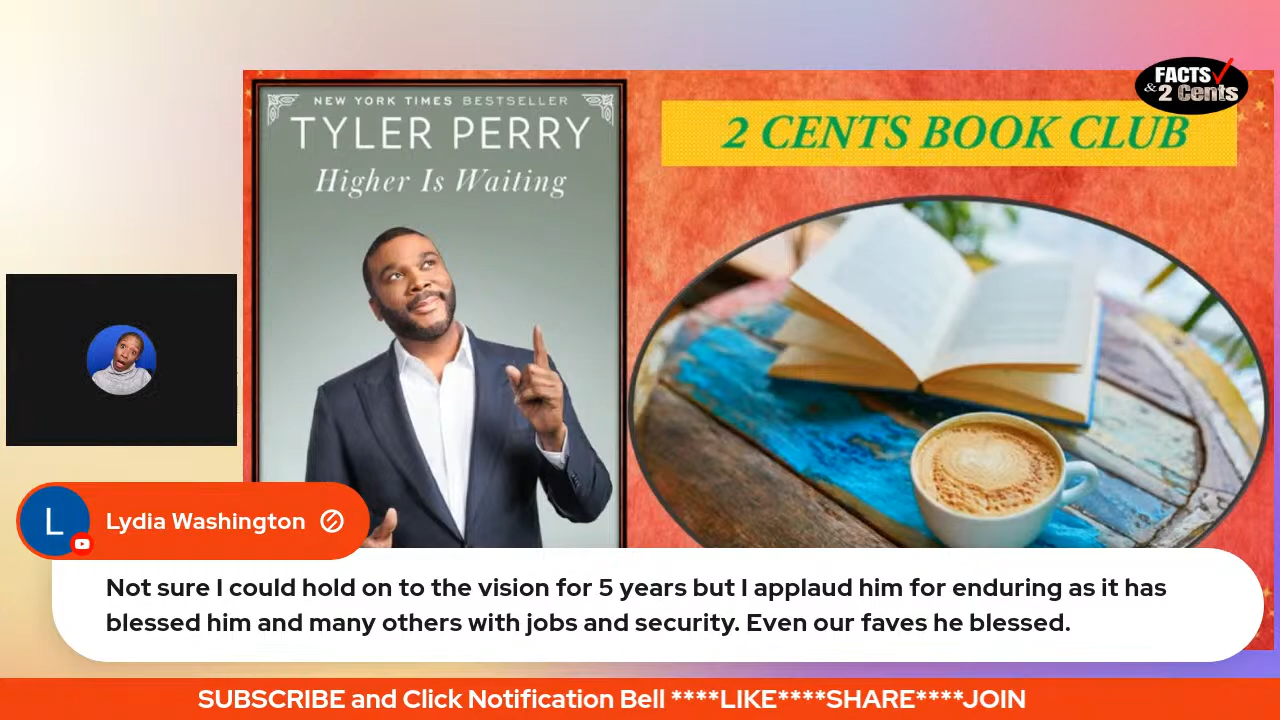 NEW YORK TIMES BESTSELLER
TYLER PERRY
Higher Is Waiting
2 CENTS BOOK CLUB
FACTS
& 2 Cents
L
Lydia Washington
Not sure I could hold on to the vision for 5 years but I applaud him for enduring as it has
blessed him and many others with jobs and security. Even our faves he blessed.
SUBSCRIBE and Click Notification Bell ****LIKE****SHARE****JOIN